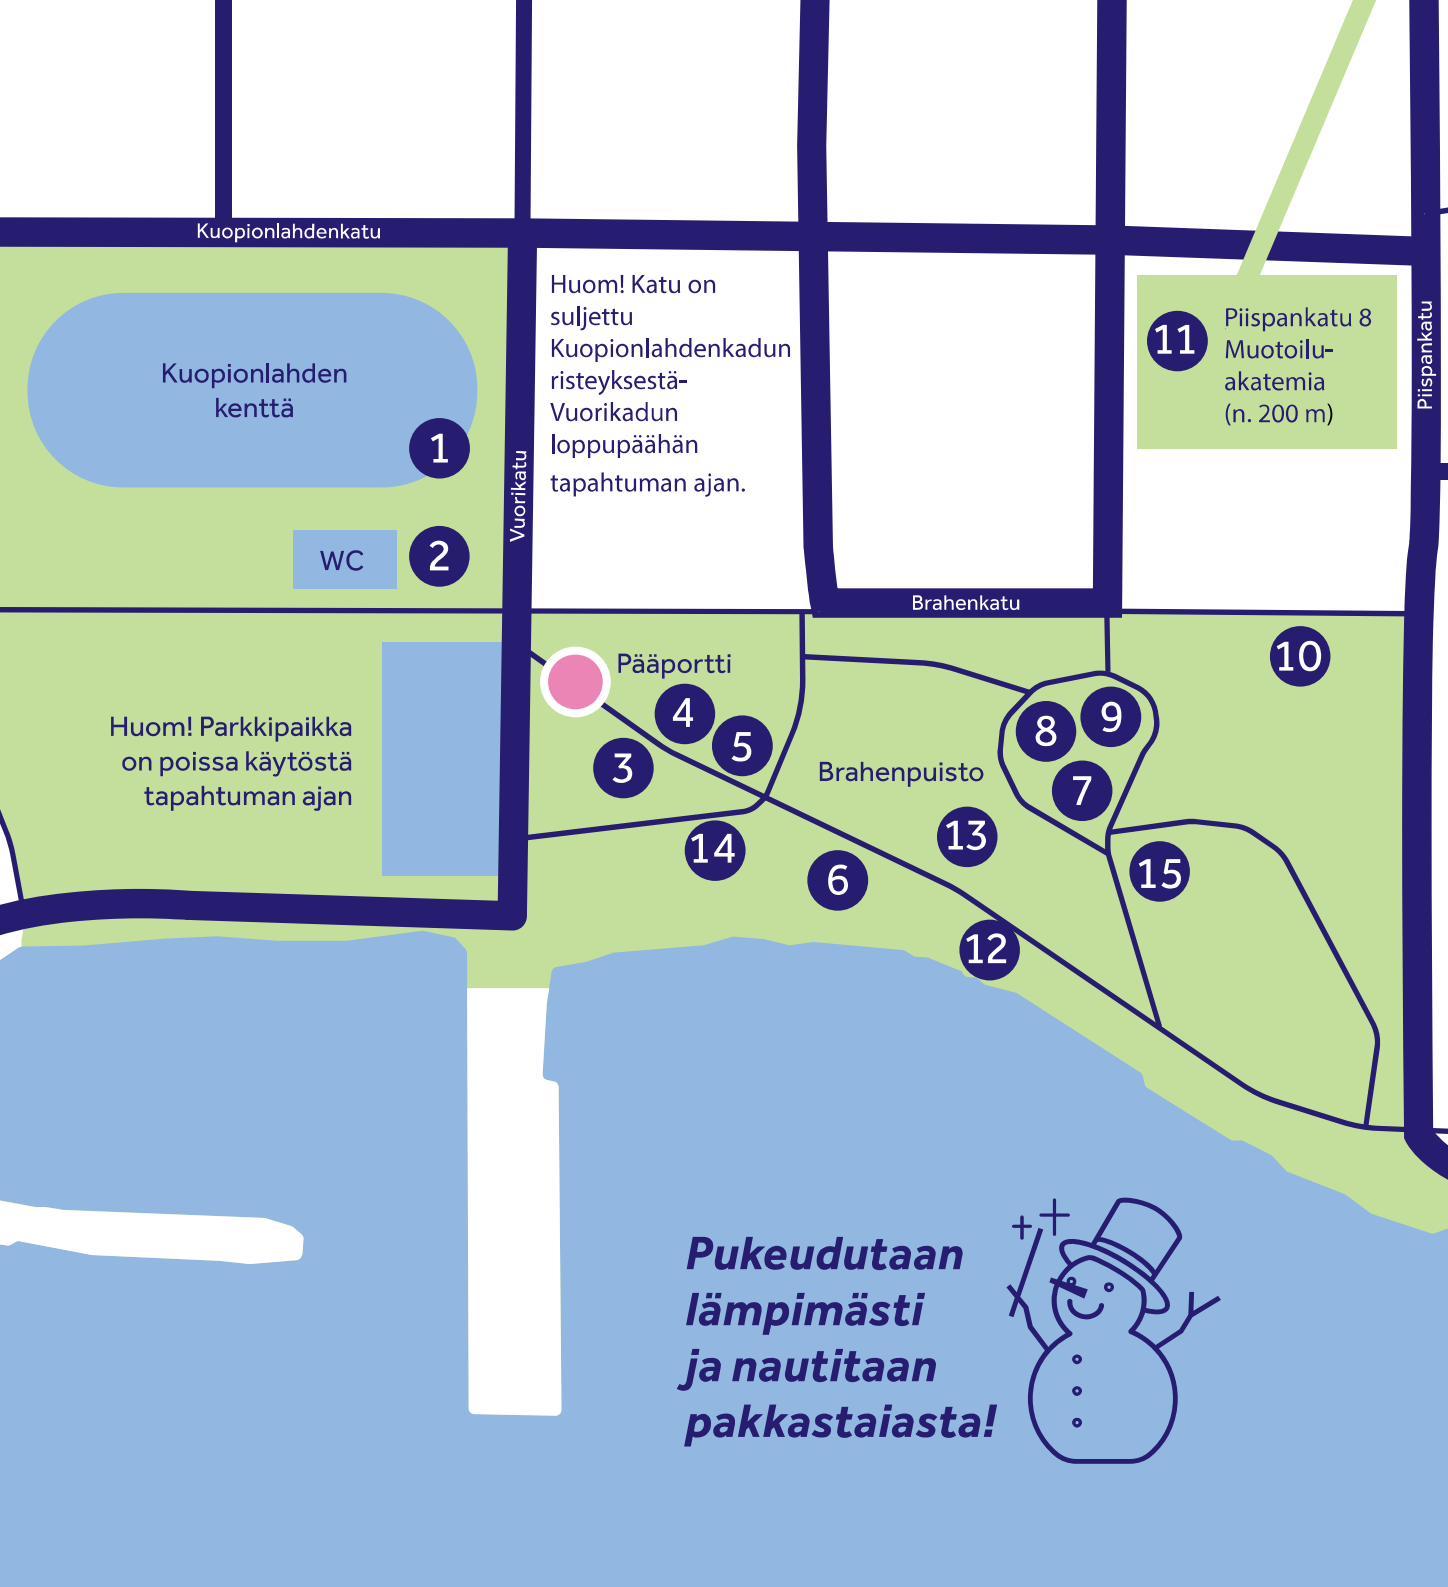 Kuopionlahdenkatu
Huom! Katu on
suljettu
Kuopionlahdenkadun
risteyksestä-
Vuorikadun
loppupäähän
tapahtuman ajan.
11
Piispankatu 8
Muotoilu-
akatemia
(n. 200 m)
Piispankatu
Kuopionlahden
kenttä
1
Vuorikatu
WC
2
Brahenkatu
Pääportti
10
4
9
8
5
3
Huom! Parkkipaikka
on poissa käytöstä
tapahtuman ajan
Brahenpuisto
7
13
14
6
15
12
Pukeudutaan
lämpimästi
ja nautitaan
pakkastaiasta!